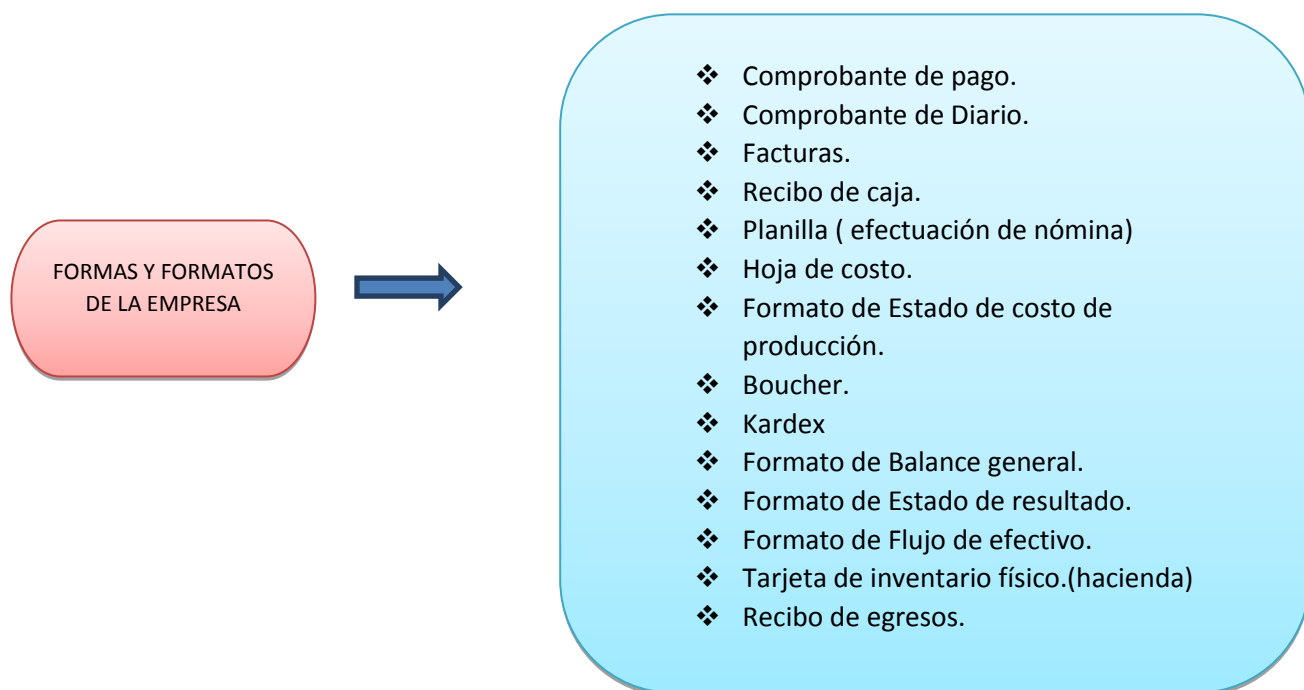 FORMAS Y FORMATOS
DE LA EMPRESA
❖ Comprobante de pago.
❖ Comprobante de Diario.
❖ Facturas.
❖ Recibo de caja.
❖ Planilla ( efectuación de nómina)
❖ Hoja de costo.
❖ Formato de Estado de costo de
producción.
❖ Boucher.
❖ Kardex
❖ Formato de Balance general.
❖ Formato de Estado de resultado.
❖ Formato de Flujo de efectivo.
❖ Tarjeta de inventario físico.(hacienda)
❖ Recibo de egresos.